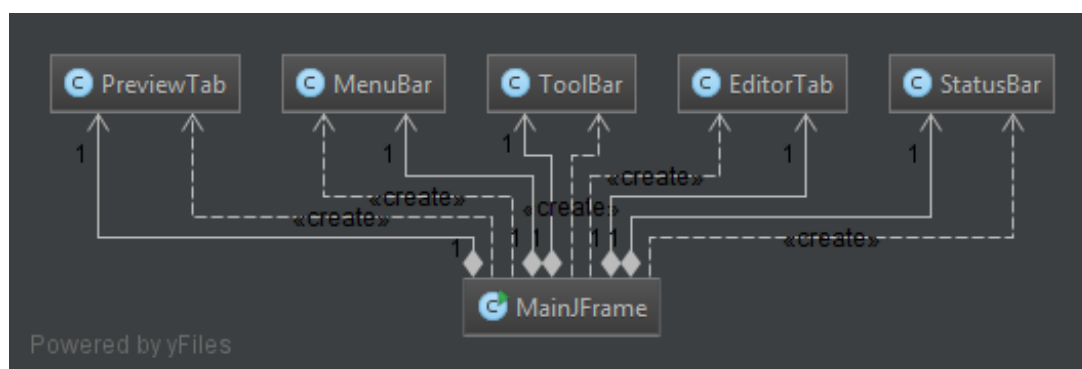 C PreviewTab
C MenuBar
C ToolBar
C EditorTab
C StatusBar
1
1
1
1
1
«create»
«create»
«create»
«create»
«create»
1
1
1
1
1
C MainJFrame
Powered by yFiles